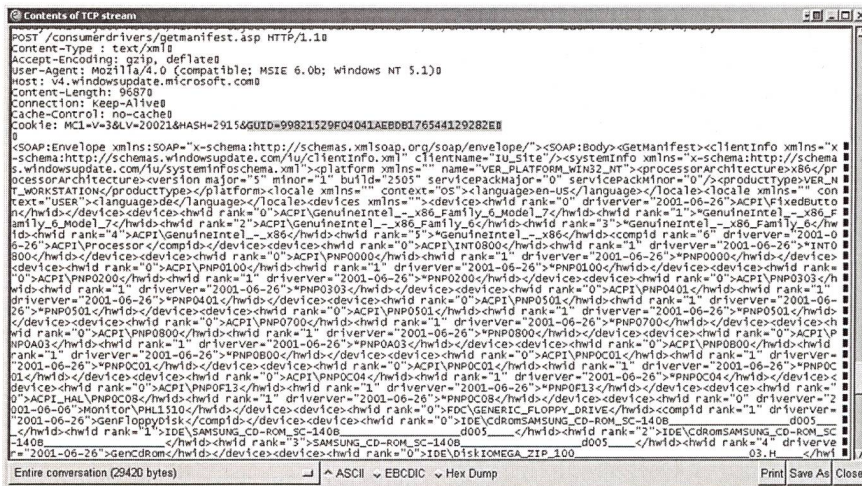 Contents of TCP stream
POST /consumerdrivers/getmanifest.asp HTTP/1.1
Content-Type : text/xml
Accept-Encoding: gzip, deflate
User-Agent: Mozilla/4.0 (compatible; MSIE 6.0b; Windows NT 5.1)
Host: v4.windowsupdate.microsoft.com
Content-Length: 9687
Connection: Keep-Alive
Cache-Control: no-cache
Cookie: MC1=V=3&LV=20021&HASH=2915&GUID=99821529F04041AEBDB176544129282E
<SOAP:Envelope xmlns:SOAP="x-schema:http://schemas.xmlsoap.org/soap/envelope/"><SOAP:Body><GetManifest><clientInfo xmlns="x
-schema:http://schemas.windowsupdate.com/iu/clientInfo.xml" clientName="IU_Site"/><systemInfo xmlns="x-schema:http://schema
s.windowsupdate.com/iu/systeminfoschema.xml"><platform xmlns="" name="VER_PLATFORM_WIN32_NT"><processorArchitecture>x86</pr
ocessorArchitecture><version major="5" minor="1" build="2505" servicePackMajor="0" servicePackMinor="0"/><productType>VER_N
T_WORKSTATION</productType></platform><locale xmlns="" context="OS"><language>en-US</language></locale><locale xmlns="" con
text="USER"><language>de</language></locale><devices xmlns=""><device><hwid rank="0" driverver="2001-06-26">ACPI\FixedButto
n</hwid></device><device><hwid rank="0">ACPI\GenuineIntel_-_x86_Family_6_Model_7</hwid><hwid rank="1">*GenuineIntel_-_x86_F
amily_6_Model_7</hwid><hwid rank="2">ACPI\GenuineIntel_-_x86_Family_6</hwid><hwid rank="3">*GenuineIntel_-_x86_Family_6</hw
id><hwid rank="4">ACPI\GenuineIntel_-_x86</hwid><hwid rank="5">*GenuineIntel_-_x86</hwid><compid rank="6" driverver="2001-0
6-26">ACPI\Processor</compid></device><device><hwid rank="0">ACPI\INT0800</hwid><hwid rank="1" driverver="2001-06-26">*INT0
800</hwid></device><device><hwid rank="0">ACPI\PNP0000</hwid><hwid rank="1" driverver="2001-06-26">*PNP0000</hwid></device>
<device><hwid rank="0">ACPI\PNP0100</hwid><hwid rank="1" driverver="2001-06-26">*PNP0100</hwid></device><device><hwid rank=
"0">ACPI\PNP0200</hwid><hwid rank="1" driverver="2001-06-26">*PNP0200</hwid></device><device><hwid rank="0">ACPI\PNP0303</h
wid><hwid rank="1" driverver="2001-06-26">*PNP0303</hwid></device><device><hwid rank="0">ACPI\PNP0401</hwid><hwid rank="1"
driverver="2001-06-26">*PNP0401</hwid></device><device><hwid rank="0">ACPI\PNP0501</hwid><hwid rank="1" driverver="2001-06-
26">*PNP0501</hwid></device><device><hwid rank="0">ACPI\PNP0501</hwid><hwid rank="1" driverver="2001-06-26">*PNP0501</hwid>
</device><device><hwid rank="0">ACPI\PNP0700</hwid><hwid rank="1" driverver="2001-06-26">*PNP0700</hwid></device><device><h
wid rank="0">ACPI\PNP0800</hwid><hwid rank="1" driverver="2001-06-26">*PNP0800</hwid></device><device><hwid rank="0">ACPI\P
NP0A03</hwid><hwid rank="1" driverver="2001-06-26">*PNP0A03</hwid></device><device><hwid rank="0">ACPI\PNP0B00</hwid><hwid
rank="1" driverver="2001-06-26">*PNP0B00</hwid></device><device><hwid rank="0">ACPI\PNP0C01</hwid><hwid rank="1" driverver=
"2001-06-26">*PNP0C01</hwid></device><device><hwid rank="0">ACPI\PNP0C01</hwid><hwid rank="1" driverver="2001-06-26">*PNP0C
01</hwid></device><device><hwid rank="0">ACPI\PNP0C04</hwid><hwid rank="1" driverver="2001-06-26">*PNP0C04</hwid></device><
device><hwid rank="0">ACPI\PNP0F13</hwid><hwid rank="1" driverver="2001-06-26">*PNP0F13</hwid></device><device><hwid rank="
0">ACPI_HAL\PNP0C08</hwid><hwid rank="1" driverver="2001-06-26">*PNP0C08</hwid></device><device><hwid rank="0" driverver="2
001-06-06">Monitor\PHL1510</hwid></device><device><hwid rank="0">FDC\GENERIC_FLOPPY_DRIVE</hwid><compid rank="1" driverver=
"2001-06-26">GenFloppyDisk</compid></device><device><hwid rank="0">IDE\CdRomSAMSUNG_CD-ROM_SC-140B______________________d005____
_</hwid><hwid rank="1">IDE\SAMSUNG_CD-ROM_SC-140B______________________d005____</hwid><hwid rank="2">IDE\CdRomSAMSUNG_CD-ROM_SC
-140B______________________</hwid><hwid rank="3">SAMSUNG_CD-ROM_SC-140B______________________d005____</hwid><hwid rank="4" driverve
r="2001-06-26">GenCdRom</hwid></device><device><hwid rank="0">IDE\DiskIOMEGA_ZIP_100______________________03.H____</hwi
Entire conversation (29420 bytes)
ASCII
EBCDIC
Hex Dump
Print
Save As
Close